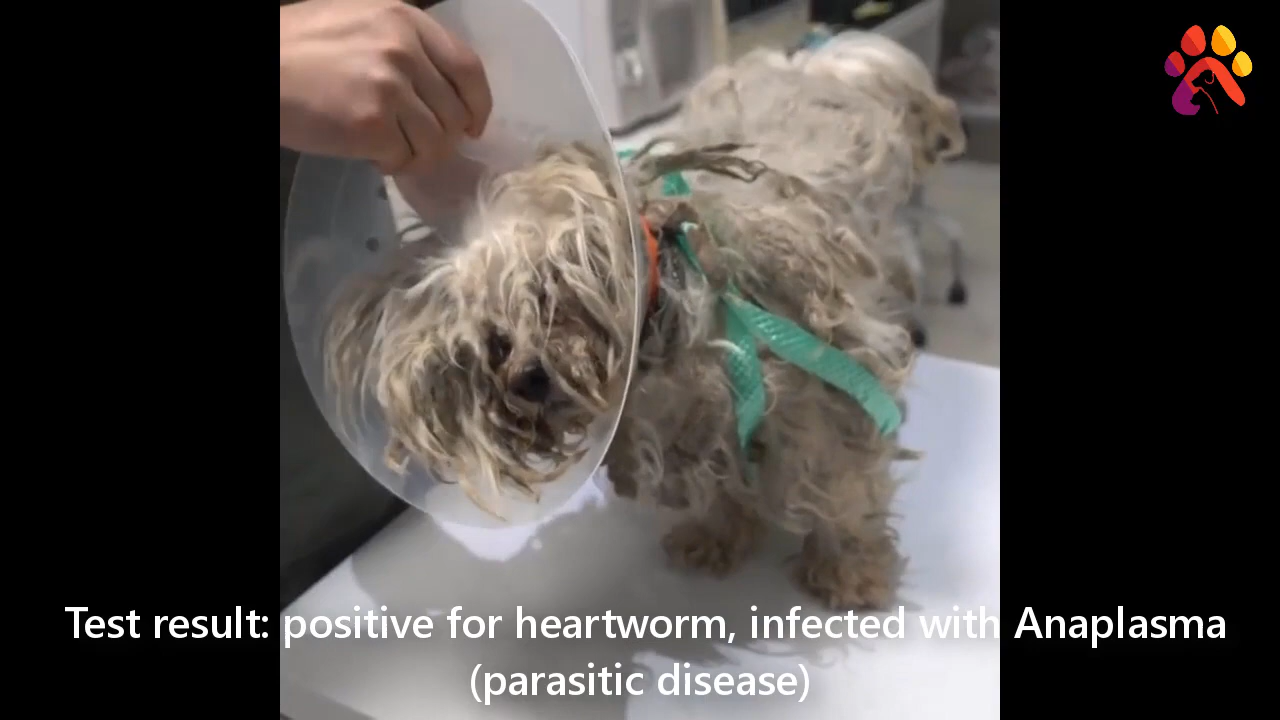 Test result: positive for heartworm, infected with Anaplasma
(parasitic disease)